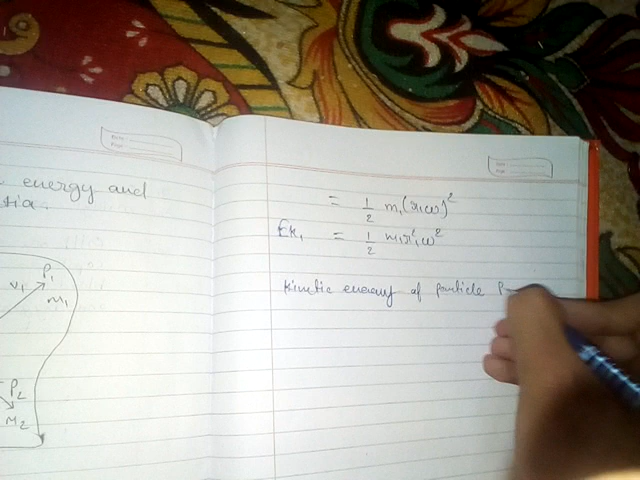 energy and
P₁
v₁
m₁
P₂
M₂
= 1/2 m₁(r₁ω)²
Ek₁ = 1/2 m₁r₁²ω²
Kinetic energy of particle P